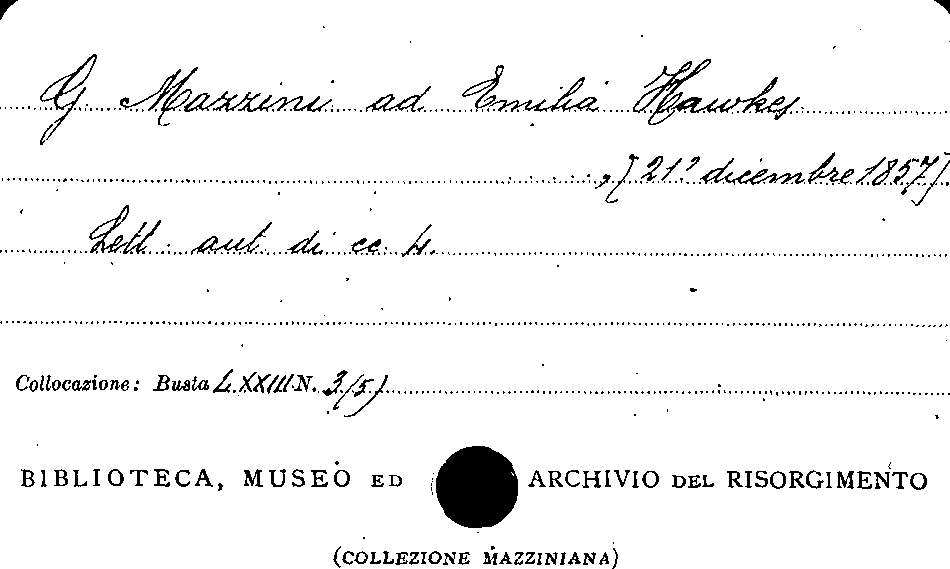 G. Mazzini ad Emilia Hawkes
......, [21? dicembre 1857].
Lett. aut. di cc. 4.
Collocazione: Busta LXXIII N. 3(5)
BIBLIOTECA, MUSEO ED ARCHIVIO DEL RISORGIMENTO
(COLLEZIONE MAZZINIANA)